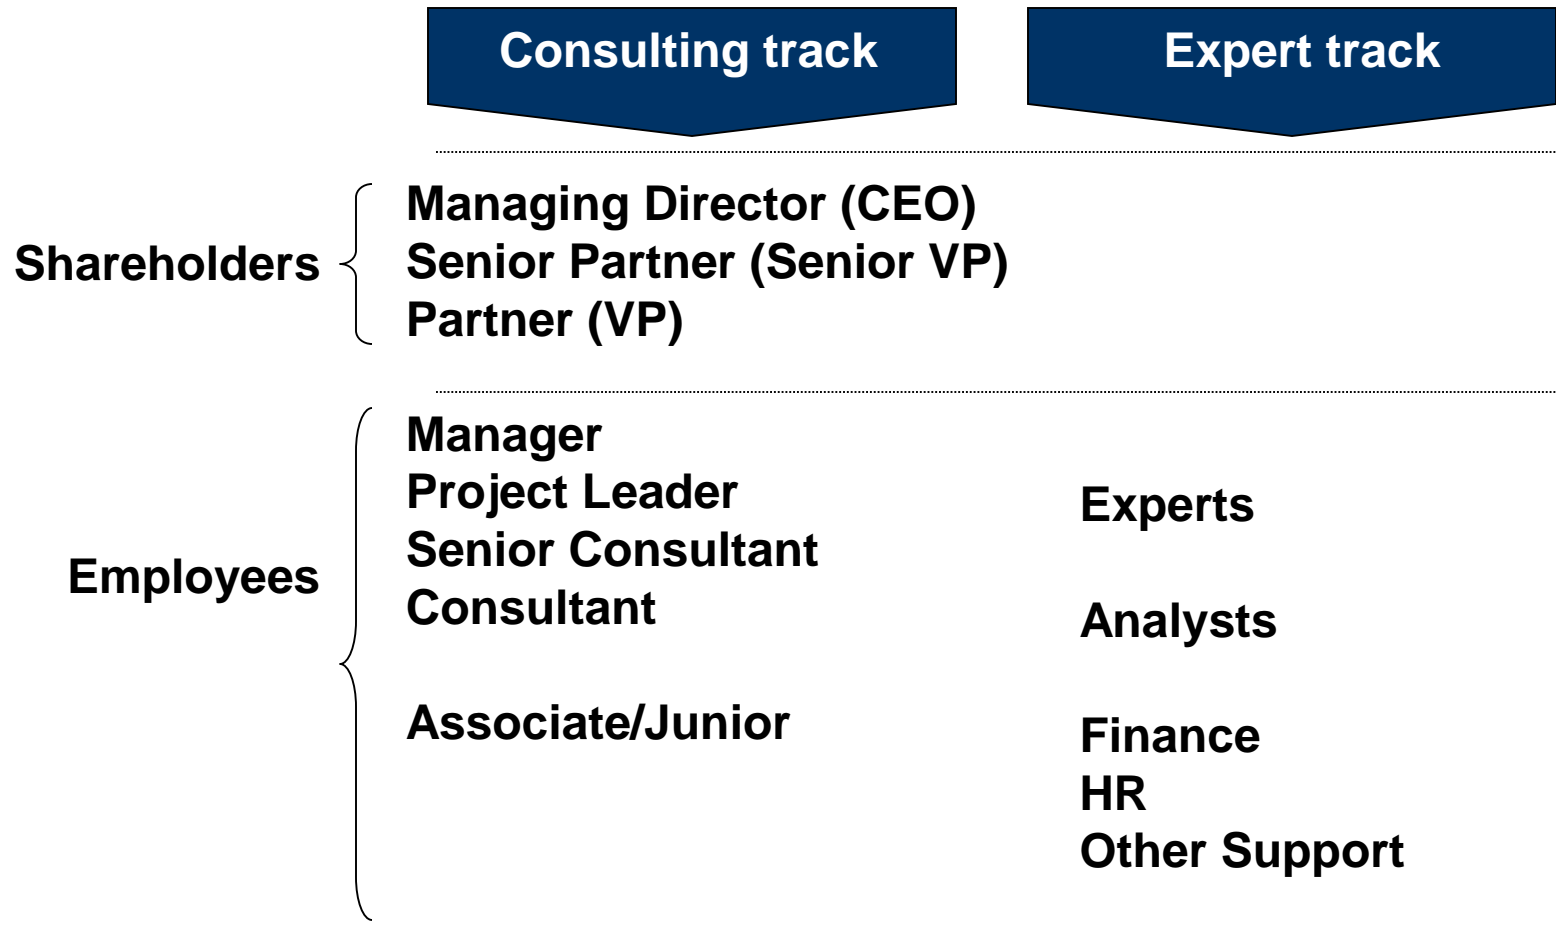 Consulting track
Expert track
Shareholders
Managing Director (CEO)
Senior Partner (Senior VP)
Partner (VP)
Employees
Manager
Project Leader
Senior Consultant
Consultant
Associate/Junior
Experts
Analysts
Finance
HR
Other Support